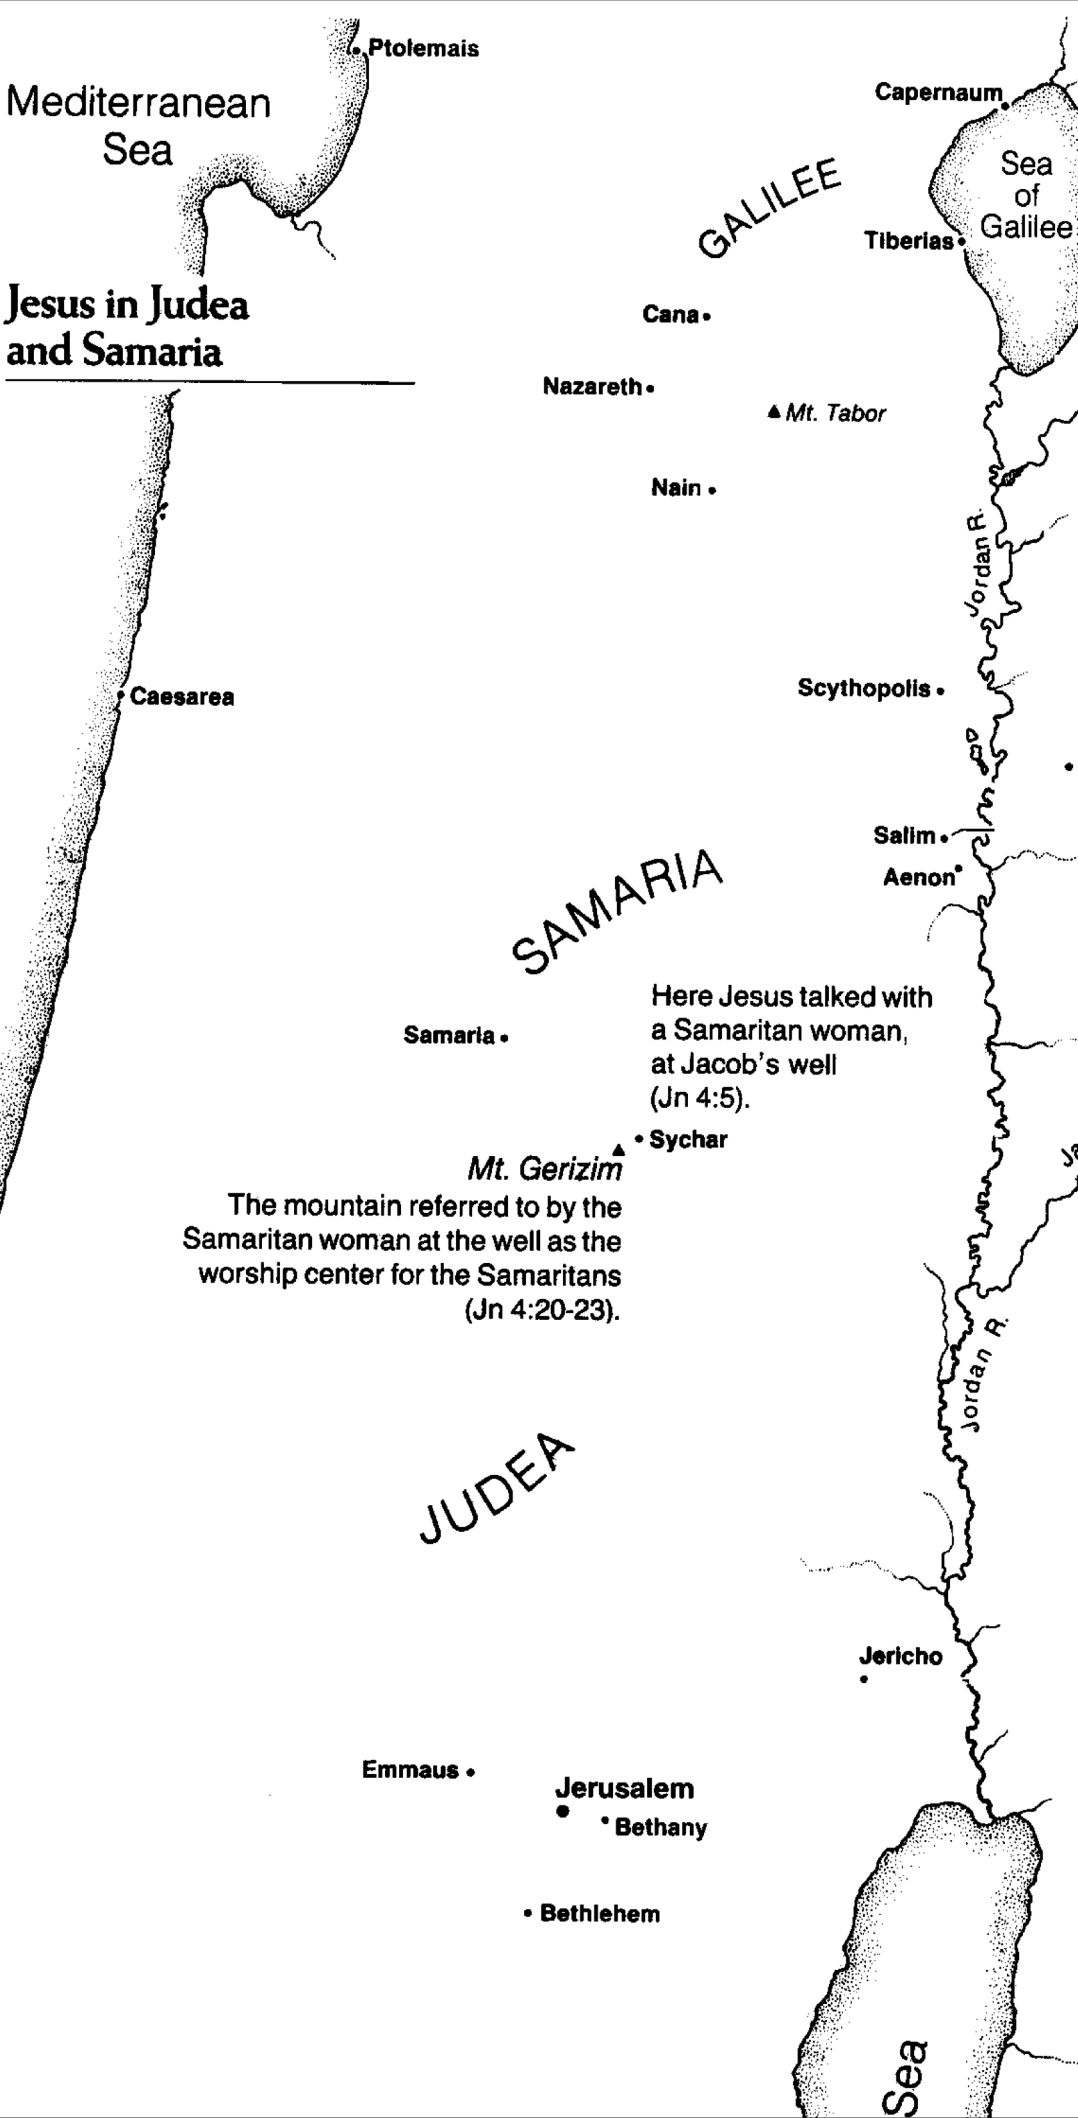 Ptolemais
Mediterranean
Sea
Capernaum
Sea
of
Galilee
GALILEE
Tiberias
Jesus in Judea
and Samaria
Cana
Nazareth
Mt. Tabor
Nain
Jordan R.
Caesarea
Scythopolis
Salim
Aenon
SAMARIA
Here Jesus talked with
a Samaritan woman,
at Jacob's well
(Jn 4:5).
Samaria
Sychar
Mt. Gerizim
The mountain referred to by the
Samaritan woman at the well as the
worship center for the Samaritans
(Jn 4:20-23).
Jordan R.
JUDEA
Jericho
Emmaus
Jerusalem
Bethany
Bethlehem
Sea